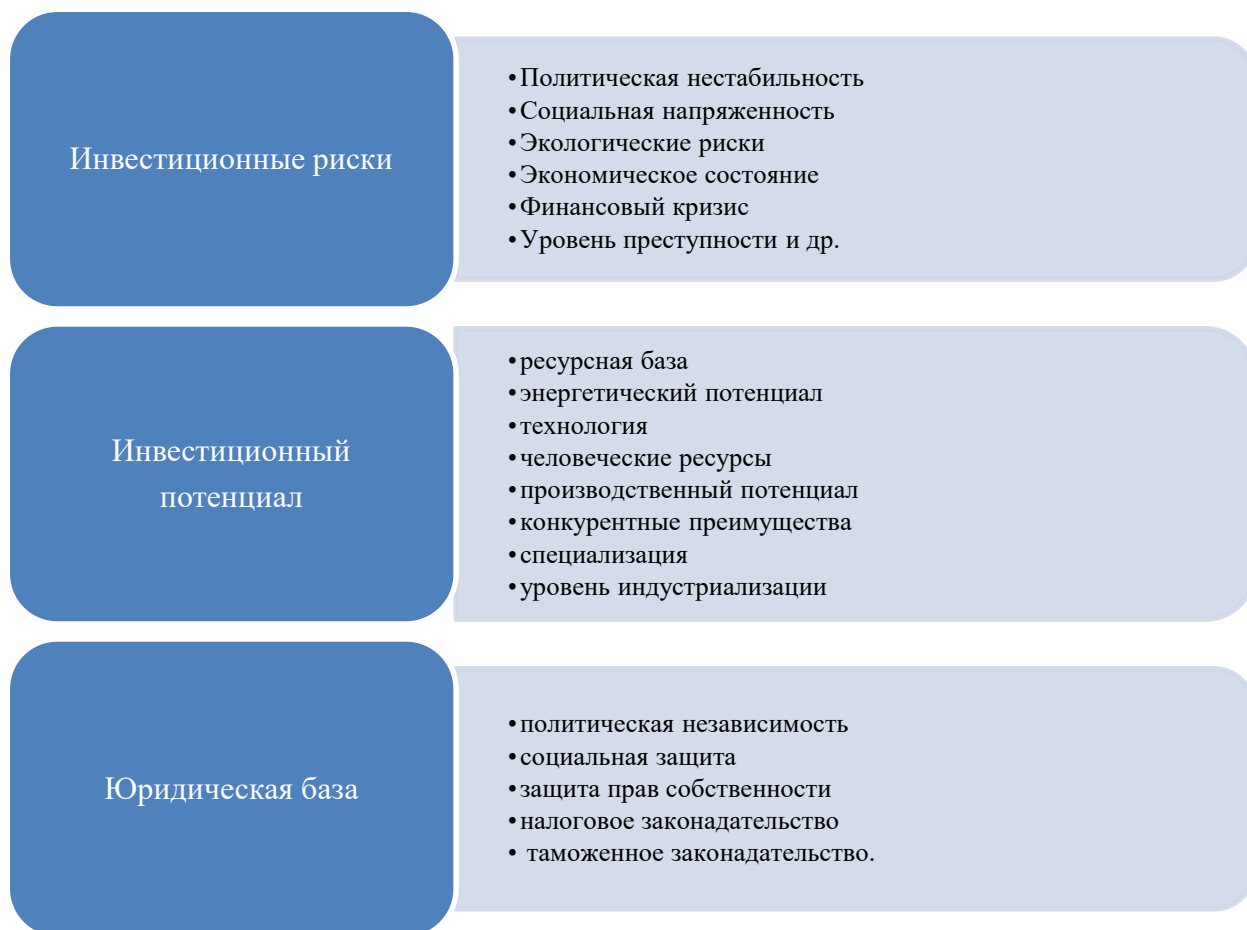 Инвестиционные риски
•Политическая нестабильность
•Социальная напряженность
•Экологические риски
•Экономическое состояние
•Финансовый кризис
•Уровень преступности и др.
Инвестиционный
потенциал
•ресурсная база
•энергетический потенциал
•технология
•человеческие ресурсы
•производственный потенциал
•конкурентные преимущества
•специализация
•уровень индустриализации
Юридическая база
•политическая независимость
•социальная защита
•защита прав собственности
•налоговое законадательство
• таможенное законадательство.